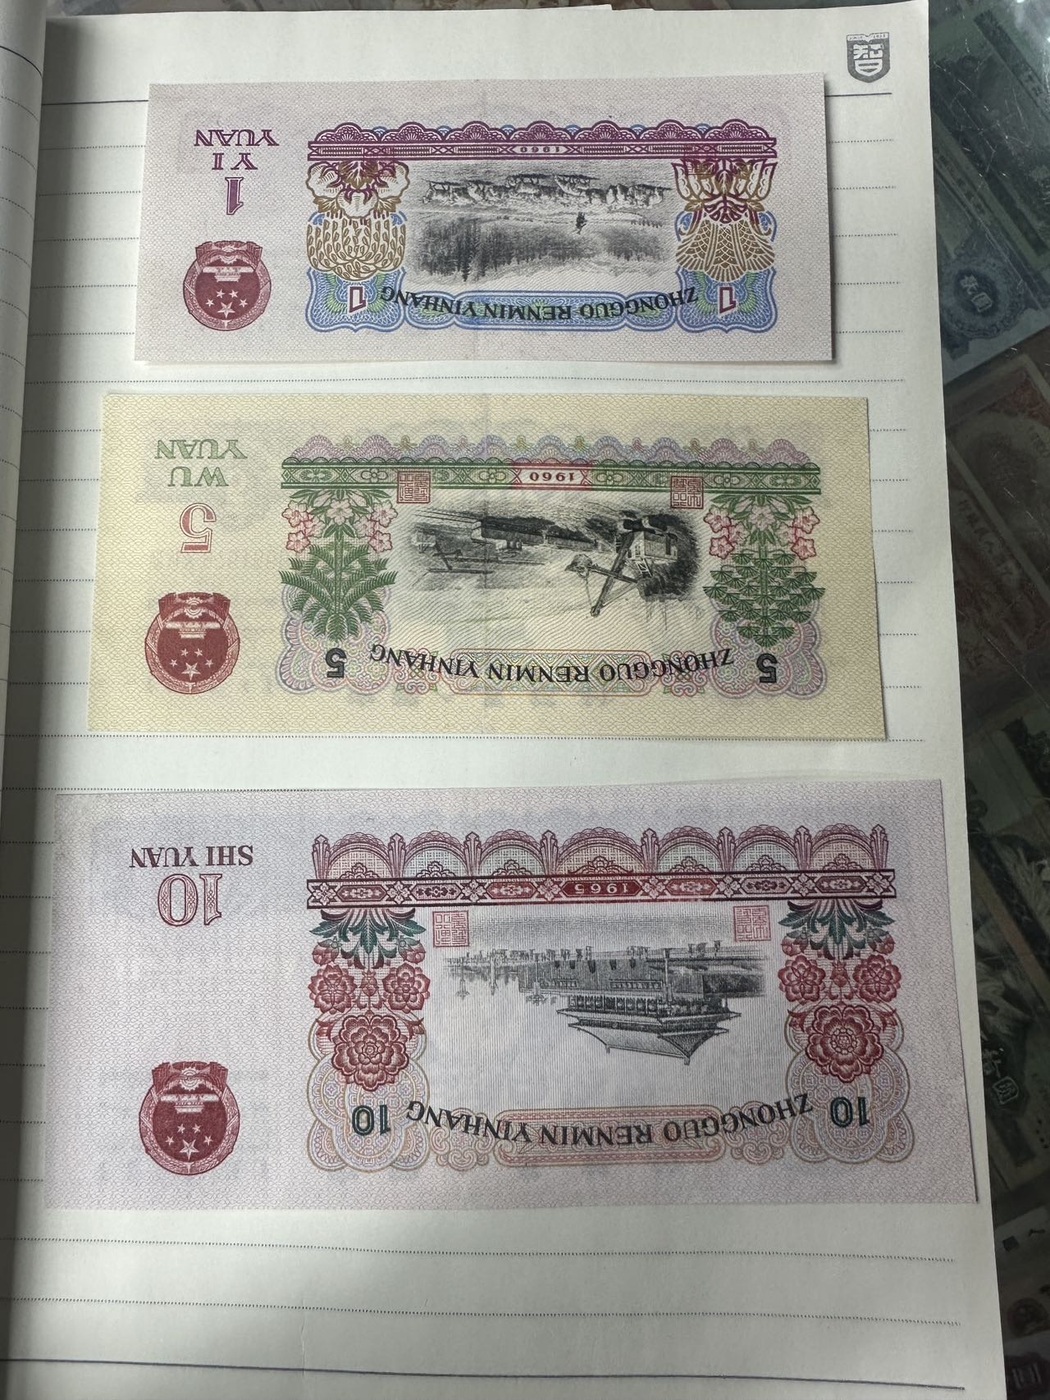 智
1 ZHONGGUO RENMIN YINHANG 1
1
YI
YUAN
1960
5 ZHONGGUO RENMIN YINHANG 5
5
WU
YUAN
1960
10 ZHONGGUO RENMIN YINHANG 10
10
SHI YUAN
1965